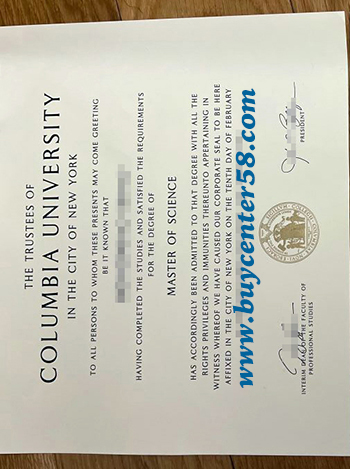 THE TRUSTEES OF
COLUMBIA UNIVERSITY
IN THE CITY OF NEW YORK
TO ALL PERSONS TO WHOM THESE PRESENTS MAY COME GREETING
BE IT KNOWN THAT
HAVING COMPLETED THE STUDIES AND SATISFIED THE REQUIREMENTS
FOR THE DEGREE OF
MASTER OF SCIENCE
HAS ACCORDINGLY BEEN ADMITTED TO THAT DEGREE WITH ALL THE
RIGHTS PRIVILEGES AND IMMUNITIES THEREUNTO APPERTAINING IN
WITNESS WHEREOF WE HAVE CAUSED OUR CORPORATE SEAL TO BE HERE
AFFIXED IN THE CITY OF NEW YORK ON THE TENTH DAY OF FEBRUARY
www.buycenter58.com
INTERIM DEAN OF THE FACULTY OF
PROFESSIONAL STUDIES
PRESIDENT